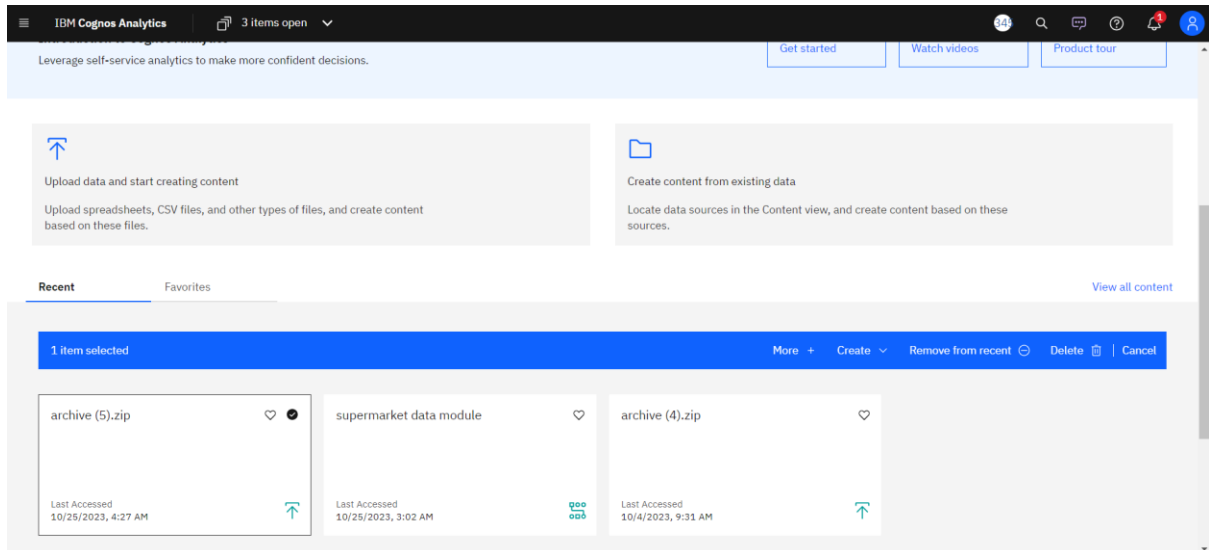 IBM Cognos Analytics
3 items open
345
1
Leverage self-service analytics to make more confident decisions.
Get started
Watch videos
Product tour
Upload data and start creating content
Upload spreadsheets, CSV files, and other types of files, and create content
based on these files.
Create content from existing data
Locate data sources in the Content view, and create content based on these
sources.
Recent
Favorites
View all content
1 item selected
More +
Create
Remove from recent
Delete
Cancel
archive (5).zip
Last Accessed
10/25/2023, 4:27 AM
supermarket data module
Last Accessed
10/25/2023, 3:02 AM
archive (4).zip
Last Accessed
10/4/2023, 9:31 AM